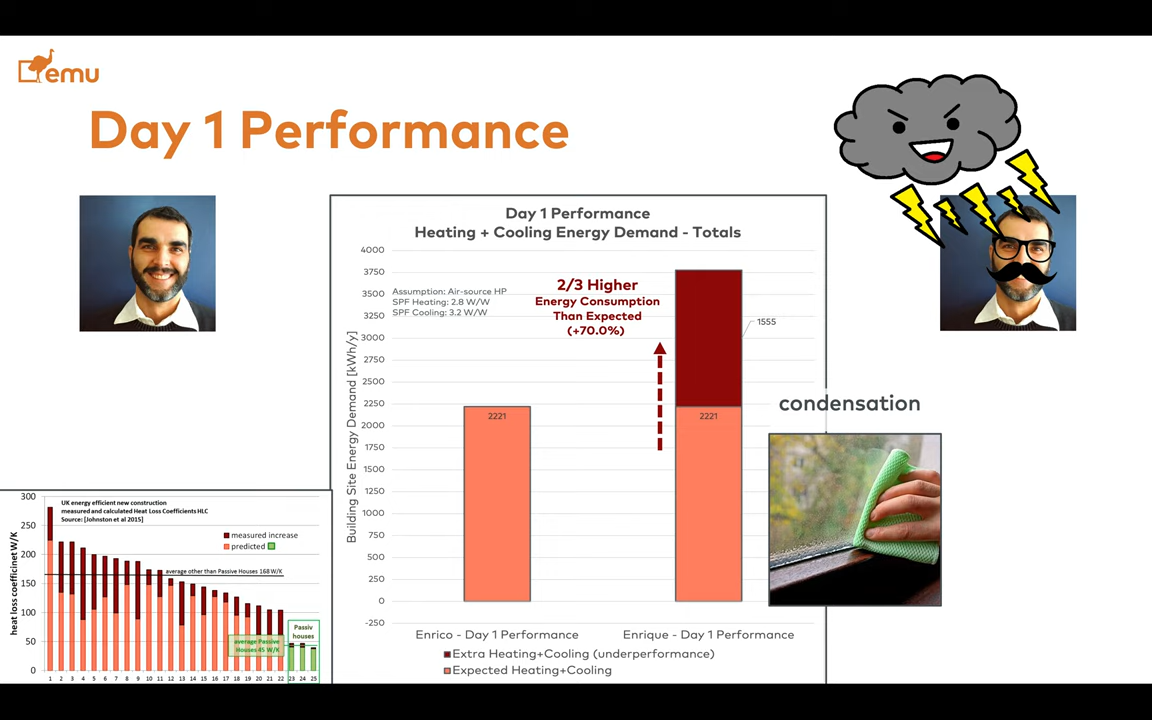 emu
Day 1 Performance
Day 1 Performance
Heating + Cooling Energy Demand - Totals
Building Site Energy Demand [kWh/y]
4000
3750
3500
3250
3000
2750
2500
2250
2000
1750
1500
1250
1000
750
500
250
0
-250
Assumption: Air-source HP
SPF Heating: 2.8 W/W
SPF Cooling: 3.2 W/W
2/3 Higher
Energy Consumption
Than Expected
(+70.0%)
1555
2221
2221
Enrico - Day 1 Performance
Enrique - Day 1 Performance
Extra Heating+Cooling (underperformance)
Expected Heating+Cooling
condensation
heat loss coefficinet W/K
300
250
200
150
100
50
0
UK energy efficient new construction
measured and calculated Heat Loss Coefficients HLC
Source: [Johnston et al 2015]
measured increase
predicted
average other than Passive Houses 168 W/K
Passiv
houses
average Passive
Houses 45 W/K
1 2 3 4 5 6 7 8 9 10 11 12 13 14 15 16 17 18 19 20 21 22 23 24 25